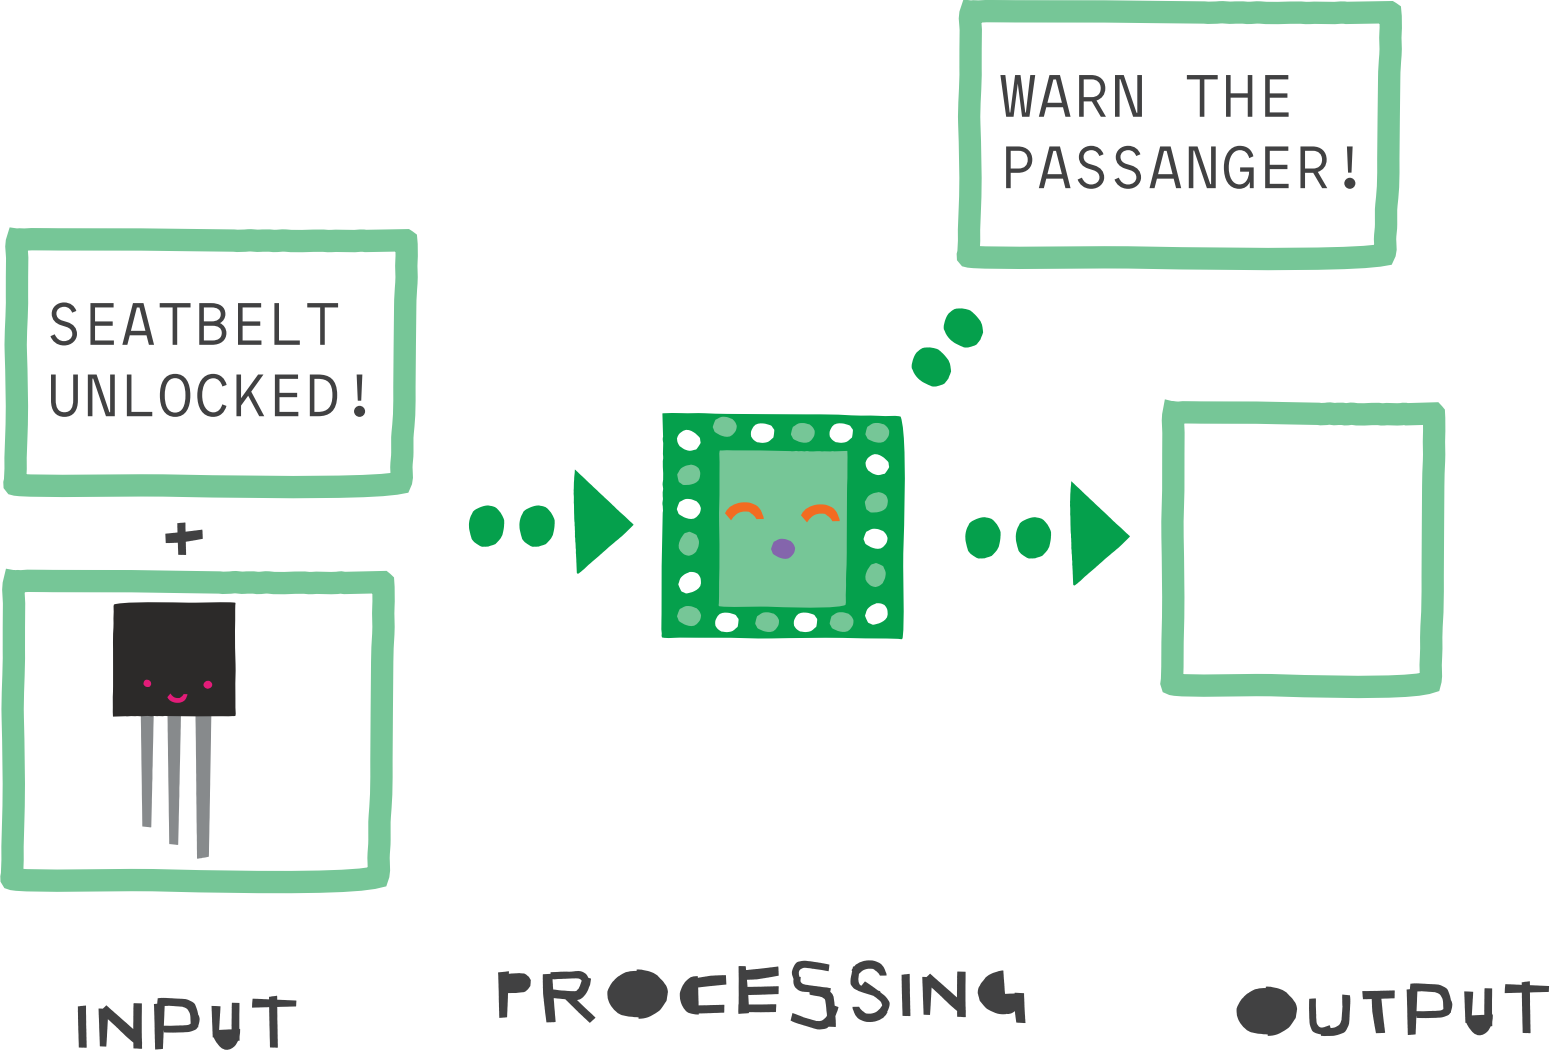 WARN THE
PASSANGER!
SEATBELT
UNLOCKED!
+
INPUT
PROCESSING
OUTPUT